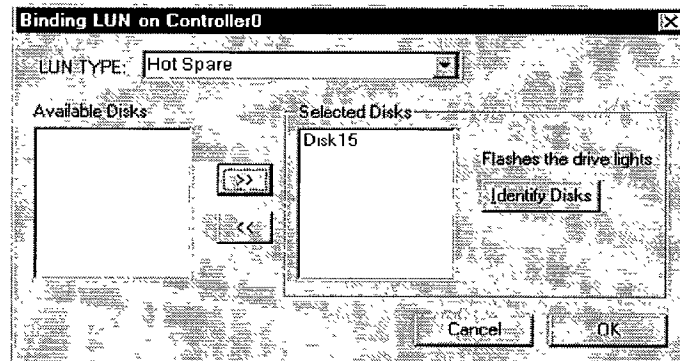 Binding LUN on Controller0
LUN TYPE: Hot Spare
Available Disks
Selected Disks
Disk15
>>
<<
Flashes the drive lights
Identify Disks
Cancel
OK